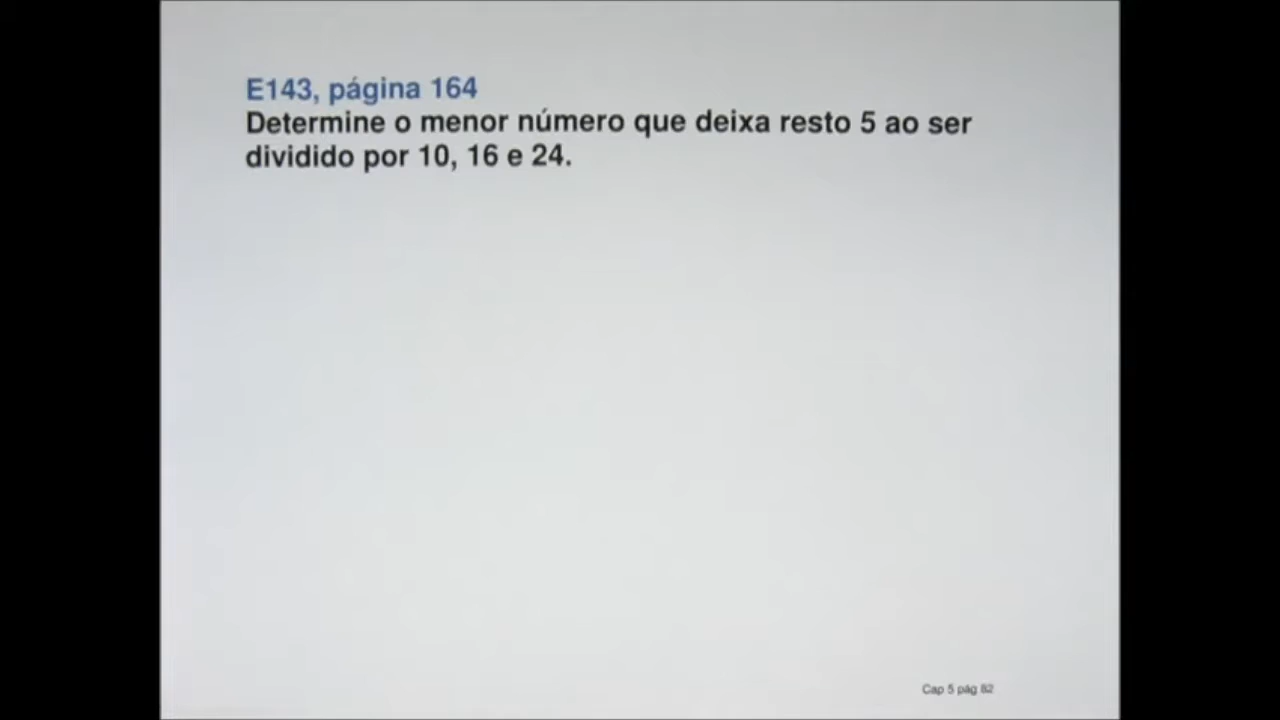 E143, página 164
Determine o menor número que deixa resto 5 ao ser
dividido por 10, 16 e 24.
Cap 5 pág 82